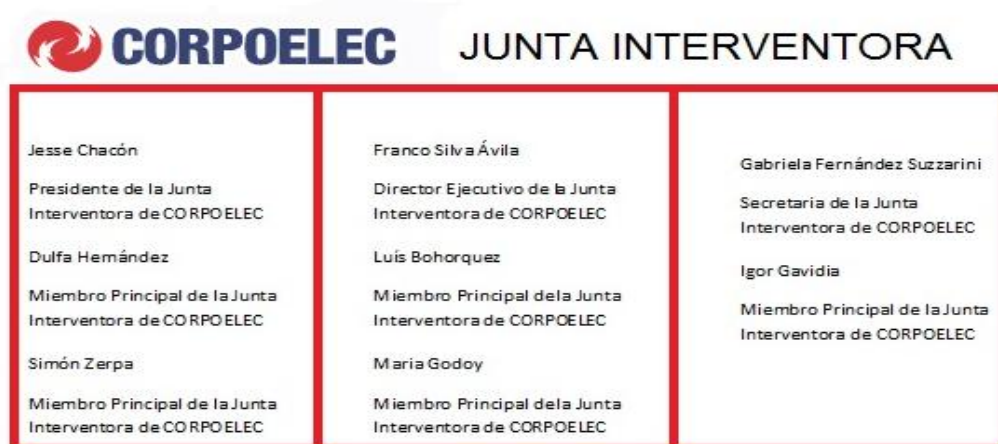 CORPOELEC JUNTA INTERVENTORA
Jesse Chacón
Presidente de la Junta
Interventora de CORPOELEC
Dulfa Hernández
Miembro Principal de la Junta
Interventora de CORPOELEC
Simón Zerpa
Miembro Principal de la Junta
Interventora de CORPOELEC
Franco Silva Ávila
Director Ejecutivo de la Junta
Interventora de CORPOELEC
Luís Bohorquez
Miembro Principal dela Junta
Interventora de CORPOELEC
Maria Godoy
Miembro Principal dela Junta
Interventora de CORPOELEC
Gabriela Fernández Suzzarini
Secretaria de la Junta
Interventora de CORPOELEC
Igor Gavidia
Miembro Principal de la Junta
Interventora de CORPOELEC